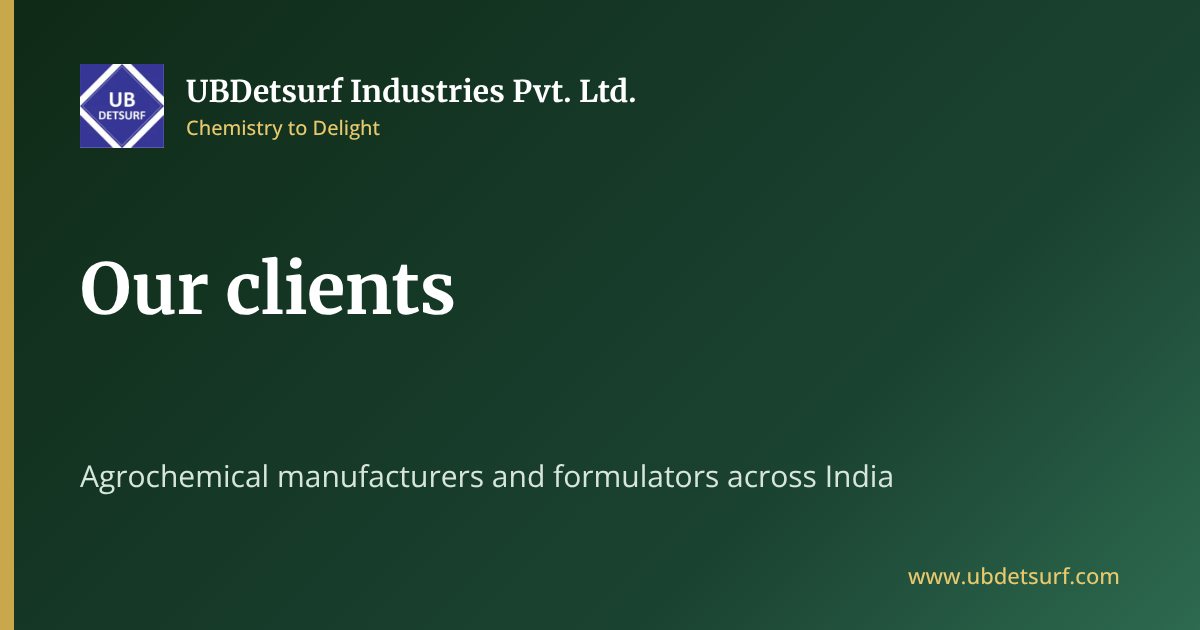 UB
DETSURF
UBDetsurf Industries Pvt. Ltd.
Chemistry to Delight
Our clients
Agrochemical manufacturers and formulators across India
www.ubdetsurf.com